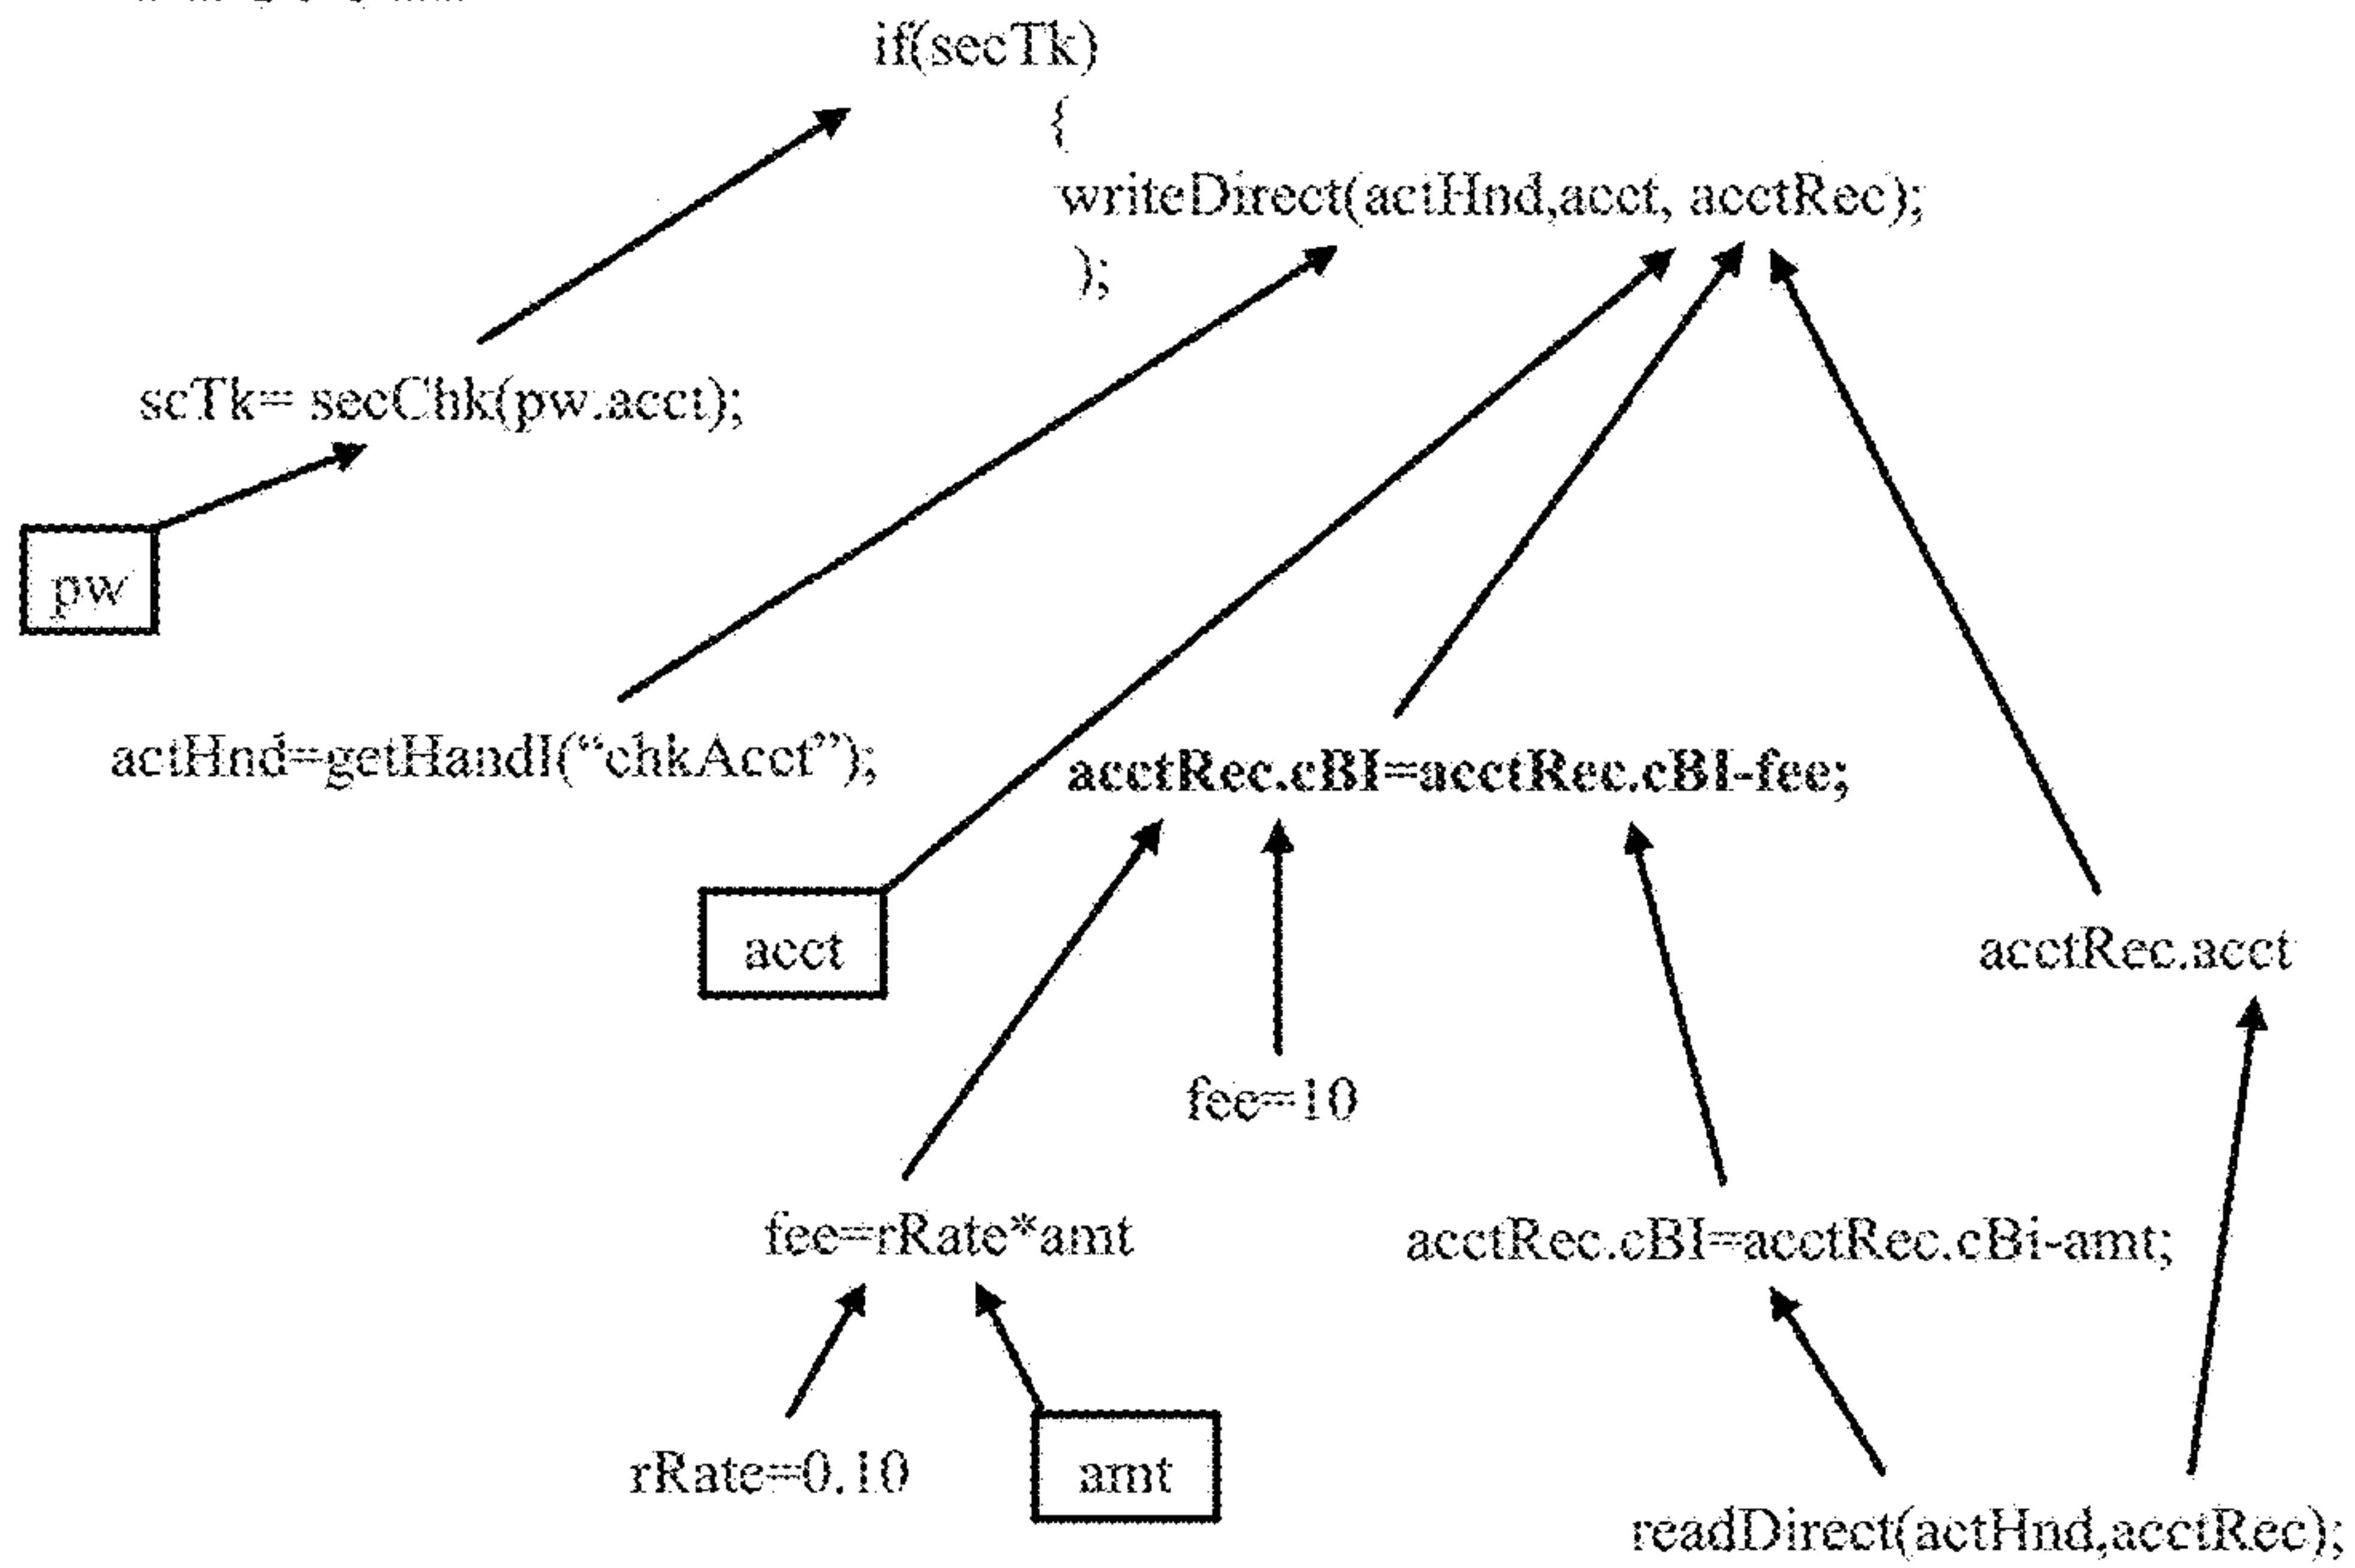 if(secTk)
{
writeDirect(actHnd,acct, acctRec);
);
scTk= secChk(pw.acct);
pw
actHnd=getHandI("chkAcct");
acctRec.cBI=acctRec.cBI-fee;
acct
acctRec.acct
fee=10
fee=rRate*amt
acctRec.cBI=acctRec.cBi-amt;
rRate=0.10
amt
readDirect(actHnd,acctRec);